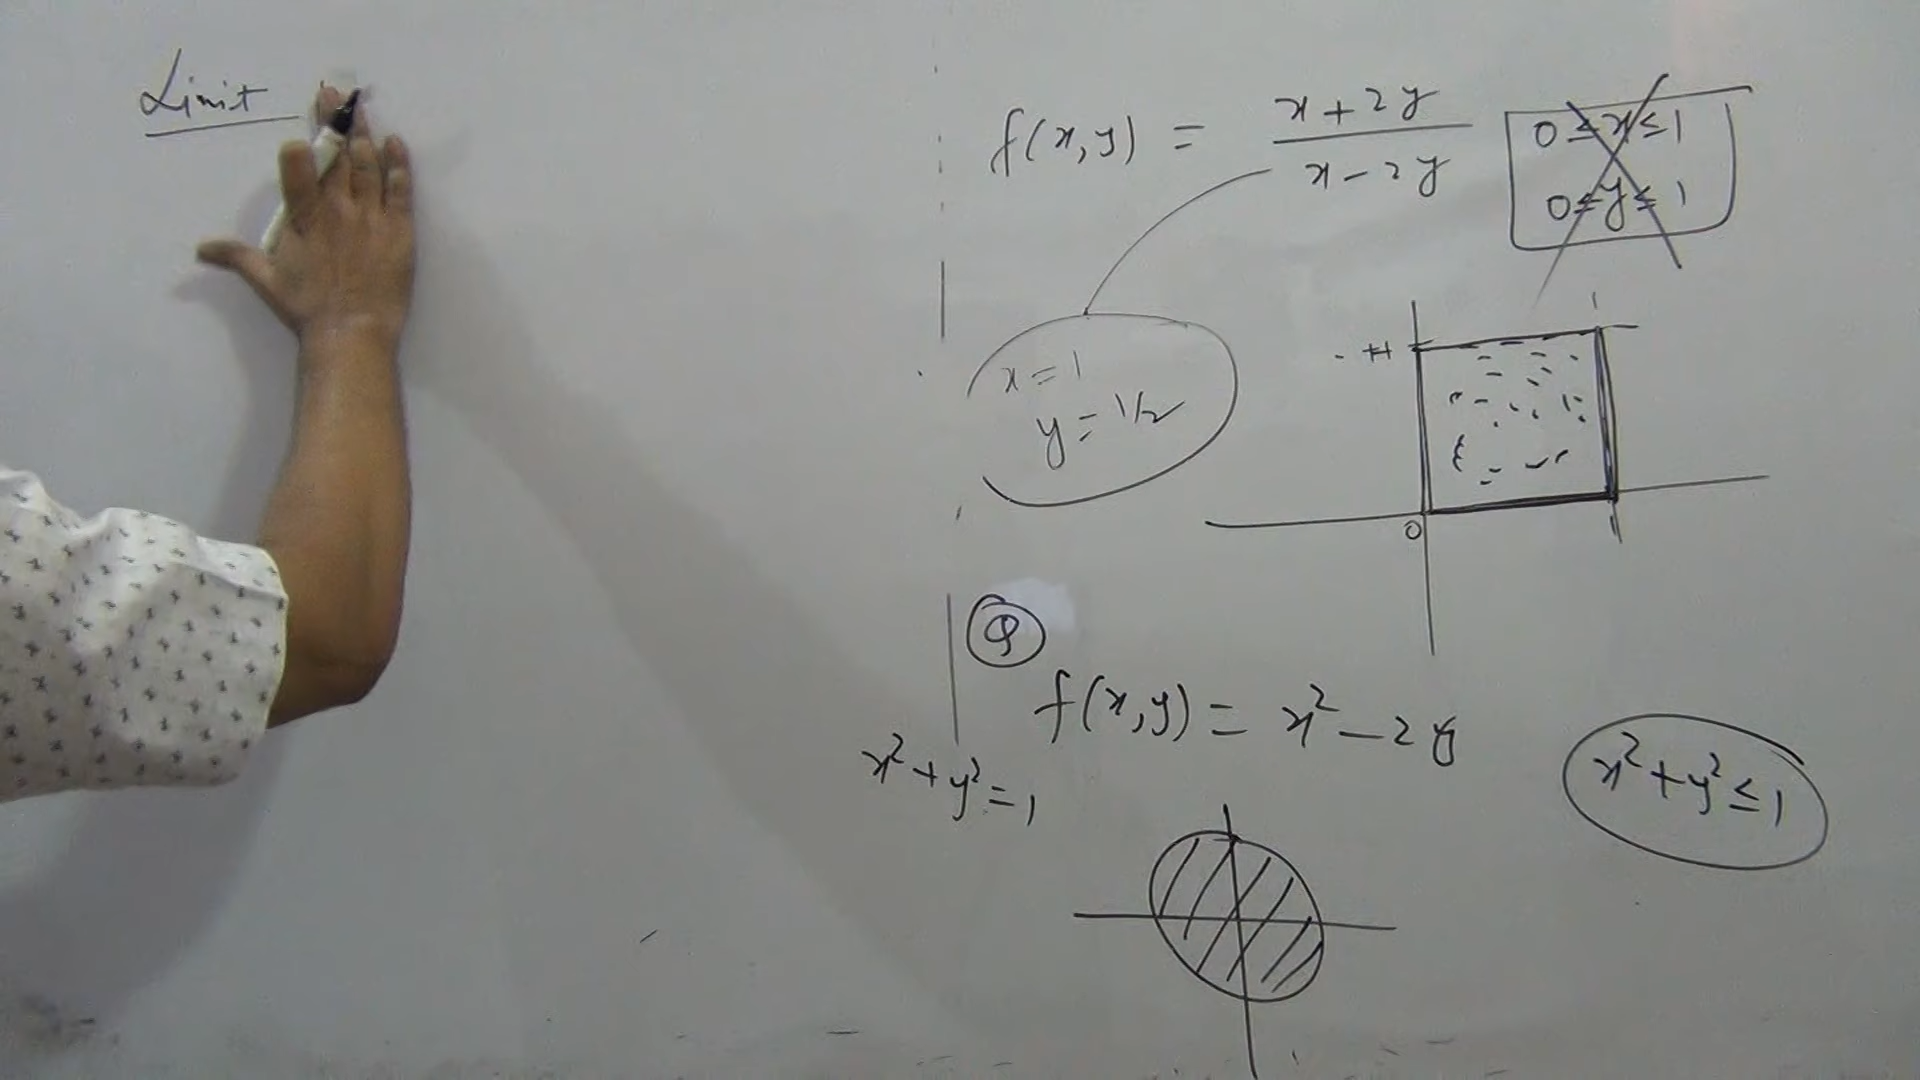 Limit
f(x,y) = x+2y / x-2y
0≤x≤1
0≤y≤1
x=1
y=1/2
1
0
1
Q
f(x,y) = x²-2y
x²+y²=1
x²+y²≤1